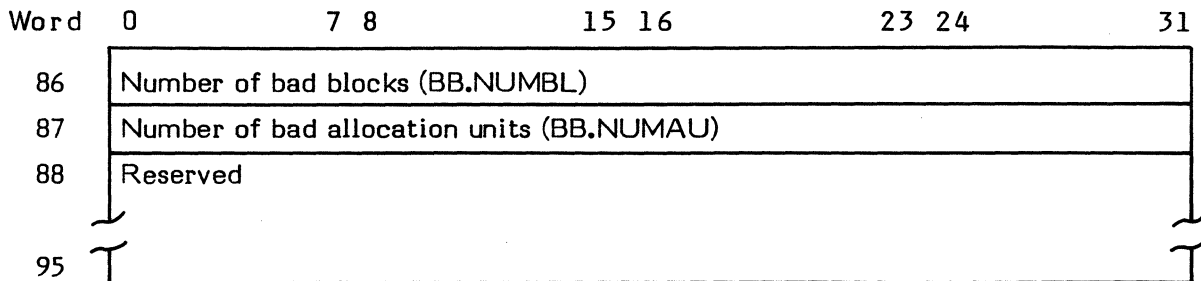 Word 0 7 8 15 16 23 24 31
86 Number of bad blocks (BB.NUMBL)
87 Number of bad allocation units (BB.NUMAU)
88 Reserved
95